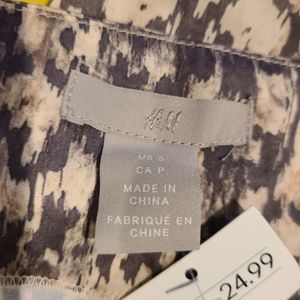 H&M
US S
CA P
MADE IN
CHINA
FABRIQUÉ EN
CHINE
24.99